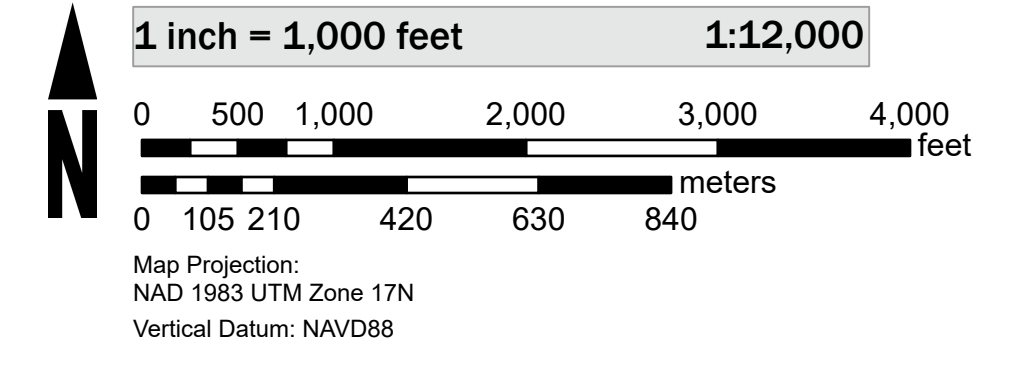 N
1 inch = 1,000 feet 1:12,000
0 500 1,000 2,000 3,000 4,000
feet
meters
0 105 210 420 630 840
Map Projection:
NAD 1983 UTM Zone 17N
Vertical Datum: NAVD88